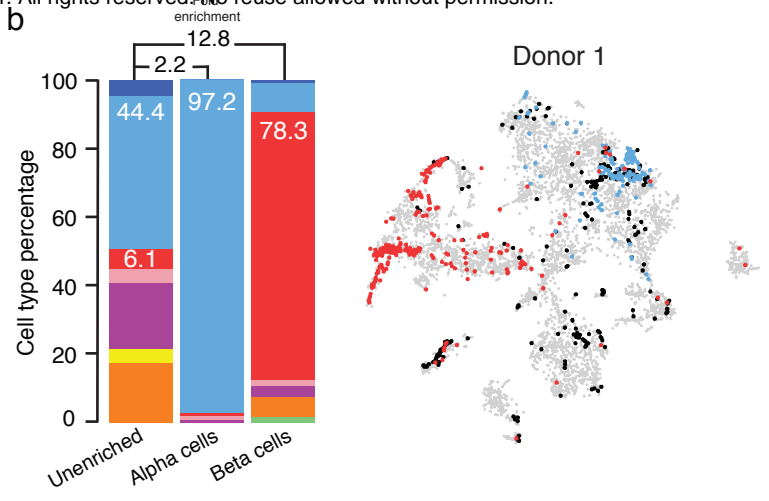 . All rights reserved. No reuse allowed without permission.
b
Fold
enrichment
12.8
2.2
Donor 1
Cell type percentage
100
80
60
40
20
0
44.4
97.2
78.3
6.1
Unenriched
Alpha cells
Beta cells